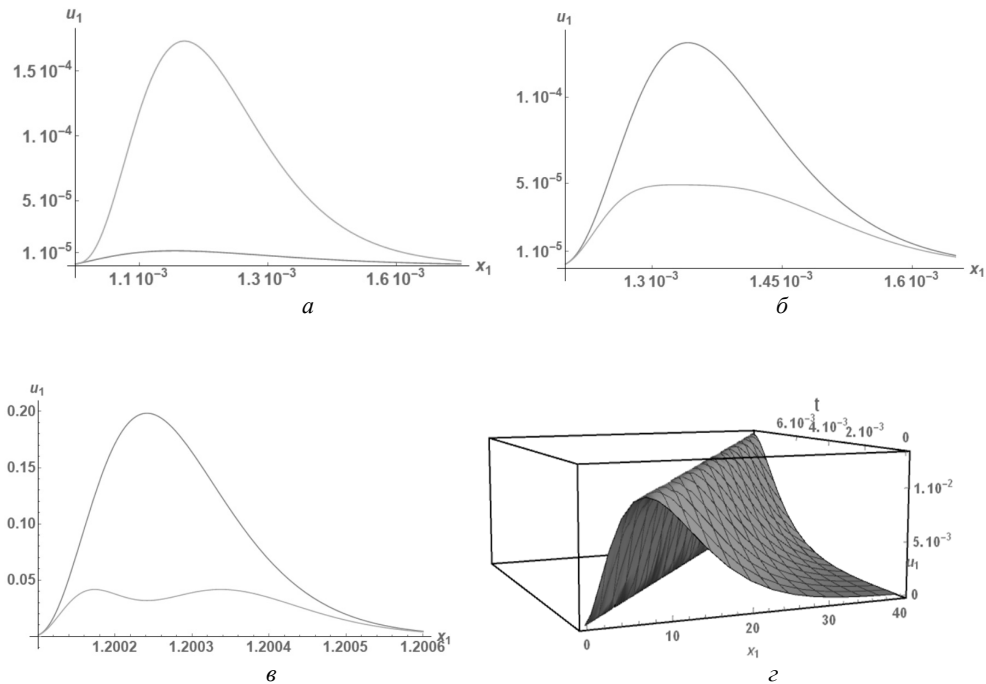 u₁
1.5 10⁻⁴
1. 10⁻⁴
5. 10⁻⁵
1. 10⁻⁵
1.1 10⁻³ 1.3 10⁻³ 1.6 10⁻³ x₁
а
u₁
1. 10⁻⁴
5. 10⁻⁵
1. 10⁻⁵
1.3 10⁻³ 1.45 10⁻³ 1.6 10⁻³ x₁
б
u₁
0.20
0.15
0.10
0.05
1.2002 1.2003 1.2004 1.2005 1.2006 x₁
в
t
6. 10⁻³ 4. 10⁻³ 2. 10⁻³ 0
1. 10⁻²
5. 10⁻³
u₁
0
0 10 20 30 40
x₁
г